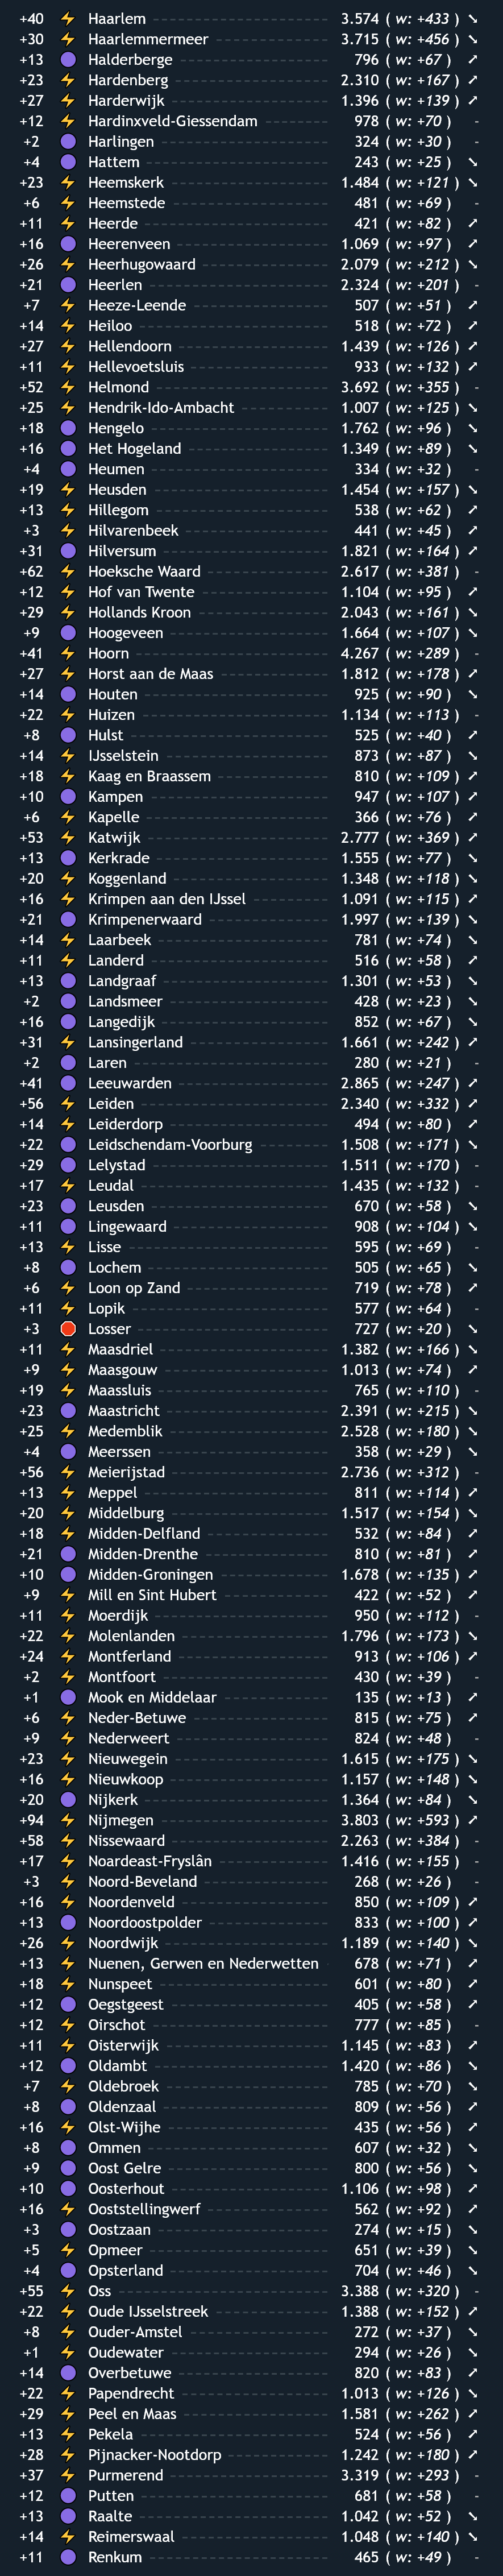 +40 ⚡ Haarlem 3.574 ( w: +433 ) ➘
+30 ⚡ Haarlemmermeer 3.715 ( w: +456 ) ➘
+13 Halderberge 796 ( w: +67 ) ➚
+23 ⚡ Hardenberg 2.310 ( w: +167 ) ➚
+27 ⚡ Harderwijk 1.396 ( w: +139 ) ➚
+12 ⚡ Hardinxveld-Giessendam 978 ( w: +70 ) -
+2 Harlingen 324 ( w: +30 ) -
+4 Hattem 243 ( w: +25 ) ➘
+23 ⚡ Heemskerk 1.484 ( w: +121 ) ➘
+6 ⚡ Heemstede 481 ( w: +69 ) -
+11 ⚡ Heerde 421 ( w: +82 ) ➚
+16 Heerenveen 1.069 ( w: +97 ) ➚
+26 ⚡ Heerhugowaard 2.079 ( w: +212 ) ➘
+21 Heerlen 2.324 ( w: +201 ) -
+7 ⚡ Heeze-Leende 507 ( w: +51 ) ➚
+14 ⚡ Heiloo 518 ( w: +72 ) ➚
+27 ⚡ Hellendoorn 1.439 ( w: +126 ) ➚
+11 ⚡ Hellevoetsluis 933 ( w: +132 ) ➚
+52 ⚡ Helmond 3.692 ( w: +355 ) -
+25 ⚡ Hendrik-Ido-Ambacht 1.007 ( w: +125 ) ➘
+18 Hengelo 1.762 ( w: +96 ) ➘
+16 Het Hogeland 1.349 ( w: +89 ) ➘
+4 Heumen 334 ( w: +32 ) -
+19 ⚡ Heusden 1.454 ( w: +157 ) ➘
+13 ⚡ Hillegom 538 ( w: +62 ) ➚
+3 ⚡ Hilvarenbeek 441 ( w: +45 ) ➚
+31 Hilversum 1.821 ( w: +164 ) ➚
+62 ⚡ Hoeksche Waard 2.617 ( w: +381 ) -
+12 ⚡ Hof van Twente 1.104 ( w: +95 ) ➚
+29 ⚡ Hollands Kroon 2.043 ( w: +161 ) ➘
+9 Hoogeveen 1.664 ( w: +107 ) ➘
+41 ⚡ Hoorn 4.267 ( w: +289 ) -
+27 ⚡ Horst aan de Maas 1.812 ( w: +178 ) ➚
+14 Houten 925 ( w: +90 ) ➘
+22 ⚡ Huizen 1.134 ( w: +113 ) -
+8 Hulst 525 ( w: +40 ) ➚
+14 ⚡ IJsselstein 873 ( w: +87 ) ➘
+18 ⚡ Kaag en Braassem 810 ( w: +109 ) ➚
+10 Kampen 947 ( w: +107 ) ➚
+6 ⚡ Kapelle 366 ( w: +76 ) ➚
+53 ⚡ Katwijk 2.777 ( w: +369 ) ➚
+13 Kerkrade 1.555 ( w: +77 ) ➘
+20 ⚡ Koggenland 1.348 ( w: +118 ) ➘
+16 ⚡ Krimpen aan den IJssel 1.091 ( w: +115 ) ➚
+21 Krimpenerwaard 1.997 ( w: +139 ) ➘
+14 ⚡ Laarbeek 781 ( w: +74 ) ➘
+11 ⚡ Landerd 516 ( w: +58 ) ➚
+13 Landgraaf 1.301 ( w: +53 ) ➘
+2 Landsmeer 428 ( w: +23 ) ➘
+16 Langedijk 852 ( w: +67 ) ➘
+31 ⚡ Lansingerland 1.661 ( w: +242 ) ➚
+2 Laren 280 ( w: +21 ) -
+41 Leeuwarden 2.865 ( w: +247 ) ➚
+56 ⚡ Leiden 2.340 ( w: +332 ) ➚
+14 ⚡ Leiderdorp 494 ( w: +80 ) ➚
+22 Leidschendam-Voorburg 1.508 ( w: +171 ) ➘
+29 Lelystad 1.511 ( w: +170 ) -
+17 ⚡ Leudal 1.435 ( w: +132 ) -
+23 Leusden 670 ( w: +58 ) ➘
+11 Lingewaard 908 ( w: +104 ) ➘
+13 ⚡ Lisse 595 ( w: +69 ) -
+8 Lochem 505 ( w: +65 ) ➘
+6 ⚡ Loon op Zand 719 ( w: +78 ) ➚
+11 ⚡ Lopik 577 ( w: +64 ) -
+3 Losser 727 ( w: +20 ) ➘
+11 ⚡ Maasdriel 1.382 ( w: +166 ) ➘
+9 ⚡ Maasgouw 1.013 ( w: +74 ) ➚
+19 ⚡ Maassluis 765 ( w: +110 ) -
+23 Maastricht 2.391 ( w: +215 ) ➘
+25 ⚡ Medemblik 2.528 ( w: +180 ) ➘
+4 Meerssen 358 ( w: +29 ) ➘
+56 ⚡ Meierijstad 2.736 ( w: +312 ) -
+13 ⚡ Meppel 811 ( w: +114 ) ➚
+20 ⚡ Middelburg 1.517 ( w: +154 ) ➘
+18 ⚡ Midden-Delfland 532 ( w: +84 ) ➚
+21 Midden-Drenthe 810 ( w: +81 ) ➚
+10 Midden-Groningen 1.678 ( w: +135 ) ➚
+9 ⚡ Mill en Sint Hubert 422 ( w: +52 ) ➚
+11 ⚡ Moerdijk 950 ( w: +112 ) -
+22 ⚡ Molenlanden 1.796 ( w: +173 ) ➘
+24 ⚡ Montferland 913 ( w: +106 ) ➚
+2 ⚡ Montfoort 430 ( w: +39 ) -
+1 Mook en Middelaar 135 ( w: +13 ) ➚
+6 ⚡ Neder-Betuwe 815 ( w: +75 ) ➚
+9 ⚡ Nederweert 824 ( w: +48 ) -
+23 ⚡ Nieuwegein 1.615 ( w: +175 ) ➘
+16 ⚡ Nieuwkoop 1.157 ( w: +148 ) ➘
+20 Nijkerk 1.364 ( w: +84 ) ➘
+94 ⚡ Nijmegen 3.803 ( w: +593 ) ➚
+58 ⚡ Nissewaard 2.263 ( w: +384 ) -
+17 ⚡ Noardeast-Fryslân 1.416 ( w: +155 ) -
+3 ⚡ Noord-Beveland 268 ( w: +26 ) -
+16 ⚡ Noordenveld 850 ( w: +109 ) ➚
+13 Noordoostpolder 833 ( w: +100 ) ➚
+26 ⚡ Noordwijk 1.189 ( w: +140 ) ➘
+13 ⚡ Nuenen, Gerwen en Nederwetten 678 ( w: +71 ) ➚
+18 ⚡ Nunspeet 601 ( w: +80 ) ➚
+12 Oegstgeest 405 ( w: +58 ) ➚
+12 ⚡ Oirschot 777 ( w: +85 ) -
+11 ⚡ Oisterwijk 1.145 ( w: +83 ) ➚
+12 Oldambt 1.420 ( w: +86 ) ➘
+7 ⚡ Oldebroek 785 ( w: +70 ) ➘
+8 Oldenzaal 809 ( w: +56 ) ➚
+16 ⚡ Olst-Wijhe 435 ( w: +56 ) ➚
+8 Ommen 607 ( w: +32 ) ➘
+9 Oost Gelre 800 ( w: +56 ) ➘
+10 Oosterhout 1.106 ( w: +98 ) ➚
+16 ⚡ Ooststellingwerf 562 ( w: +92 ) ➚
+3 Oostzaan 274 ( w: +15 ) ➘
+5 ⚡ Opmeer 651 ( w: +39 ) ➘
+4 Opsterland 704 ( w: +46 ) ➘
+55 ⚡ Oss 3.388 ( w: +320 ) -
+22 ⚡ Oude IJsselstreek 1.388 ( w: +152 ) ➚
+8 ⚡ Ouder-Amstel 272 ( w: +37 ) ➘
+1 ⚡ Oudewater 294 ( w: +26 ) ➘
+14 Overbetuwe 820 ( w: +83 ) ➚
+22 ⚡ Papendrecht 1.013 ( w: +126 ) ➘
+29 ⚡ Peel en Maas 1.581 ( w: +262 ) ➚
+13 ⚡ Pekela 524 ( w: +56 ) ➚
+28 ⚡ Pijnacker-Nootdorp 1.242 ( w: +180 ) ➚
+37 ⚡ Purmerend 3.319 ( w: +293 ) -
+12 Putten 681 ( w: +58 ) -
+13 Raalte 1.042 ( w: +52 ) ➘
+14 ⚡ Reimerswaal 1.048 ( w: +140 ) ➘
+11 Renkum 465 ( w: +49 ) -